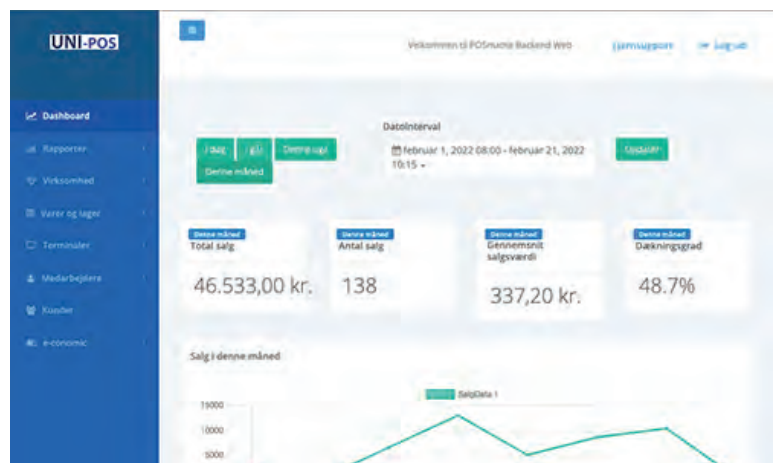 UNI-POS
Velkommen til POSmaste Backend Web
Fjernsupport
Log ud
Dashboard
Rapporter
Virksomhed
Varer og lager
Terminaler
Medarbejdere
Kunder
e-conomic
Datointerval
I dag
I går
Denne uge
Denne måned
februar 1, 2022 08:00 - februar 21, 2022
10:15
Opdater
Denne måned
Total salg
46.533,00 kr.
Denne måned
Antal salg
138
Denne måned
Gennemsnit
salgsværdi
337,20 kr.
Denne måned
Dækningsgrad
48.7%
Salg i denne måned
SalgData 1
15000
10000
5000